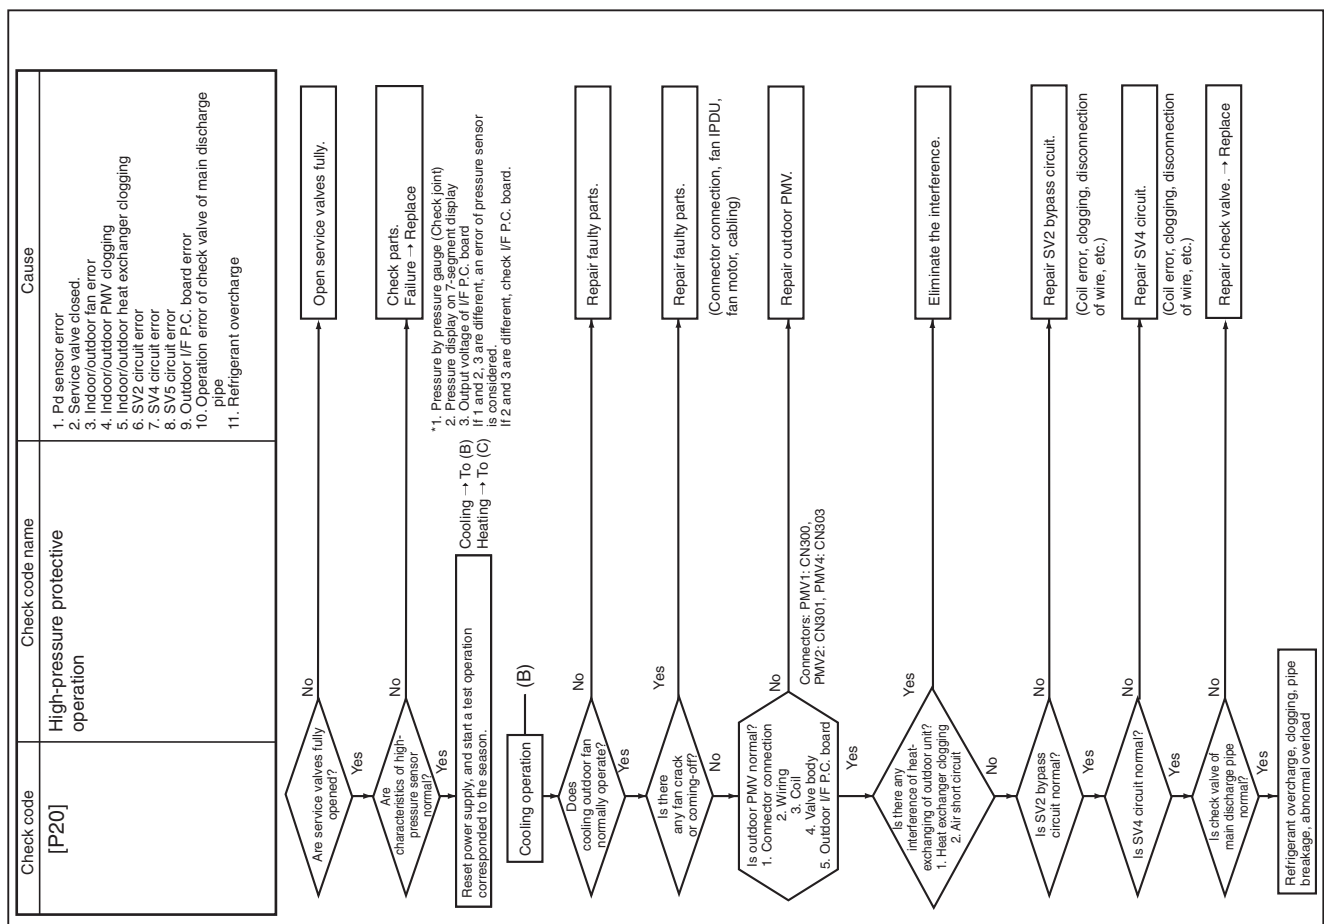 Check code
Check code name
Cause
[P20]
High-pressure protective
operation
1. Pd sensor error
2. Service valve closed.
3. Indoor/outdoor fan error
4. Indoor/outdoor PMV clogging
5. Indoor/outdoor heat exchanger clogging
6. SV2 circuit error
7. SV4 circuit error
8. SV5 circuit error
9. Outdoor I/F P.C. board error
10. Operation error of check valve of main discharge
pipe
11. Refrigerant overcharge
Are service valves fully
opened?
No
Open service valves fully.
Yes
Are
characteristics of high-
pressure sensor
normal?
No
Check parts.
Failure → Replace
Yes
*1. Pressure by pressure gauge (Check joint)
2. Pressure display on 7-segment display
3. Output voltage of I/F P.C. board
If 1 and 2, 3 are different, an error of pressure sensor
is considered.
If 2 and 3 are different, check I/F P.C. board.
Reset power supply, and start a test operation
corresponded to the season.
Cooling → To (B)
Heating → To (C)
Cooling operation
(B)
Does
cooling outdoor fan
normally operate?
No
Repair faulty parts.
Yes
Is there
any fan crack
or coming-off?
Yes
Repair faulty parts.
(Connector connection, fan IPDU,
fan motor, cabling)
No
Is outdoor PMV normal?
1. Connector connection
2. Wiring
3. Coil
4. Valve body
5. Outdoor I/F P.C. board
No
Repair outdoor PMV.
Connectors: PMV1: CN300,
PMV2: CN301, PMV4: CN303
Yes
Is there any
interference of heat-
exchanging of outdoor unit?
1. Heat exchanger clogging
2. Air short circuit
Yes
Eliminate the interference.
No
Is SV2 bypass
circuit normal?
No
Repair SV2 bypass circuit.
(Coil error, clogging, disconnection
of wire, etc.)
Yes
Is SV4 circuit normal?
No
Repair SV4 circuit.
(Coil error, clogging, disconnection
of wire, etc.)
Yes
Is check valve of
main discharge pipe
normal?
No
Repair check valve. → Replace
Yes
Refrigerant overcharge, clogging, pipe
breakage, abnormal overload